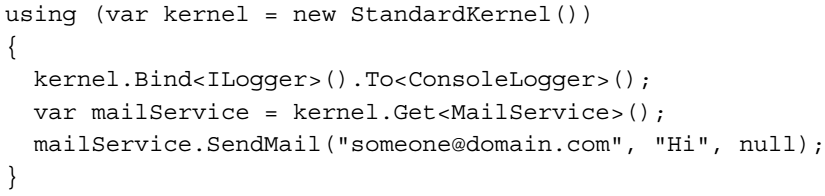 using (var kernel = new StandardKernel())
{
  kernel.Bind<ILogger>().To<ConsoleLogger>();
  var mailService = kernel.Get<MailService>();
  mailService.SendMail("someone@domain.com", "Hi", null);
}